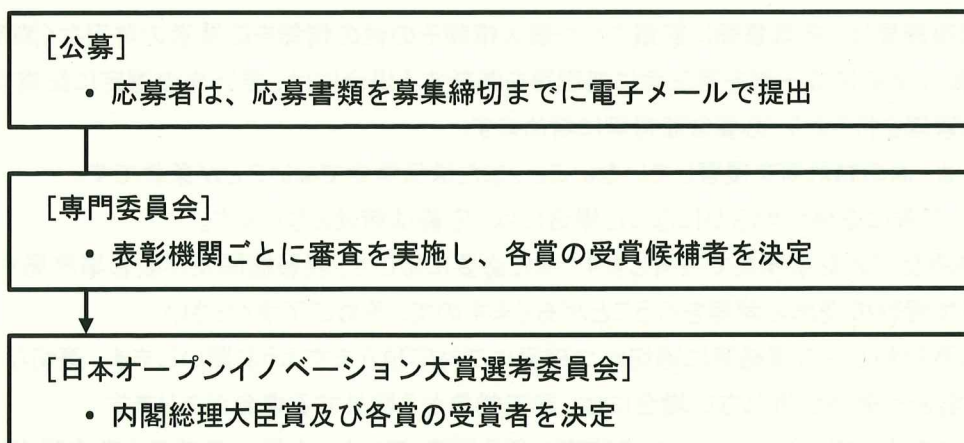 [公募]
・ 応募者は、応募書類を募集締切までに電子メールで提出
[専門委員会]
・ 表彰機関ごとに審査を実施し、各賞の受賞候補者を決定
[日本オープンイノベーション大賞選考委員会]
・ 内閣総理大臣賞及び各賞の受賞者を決定